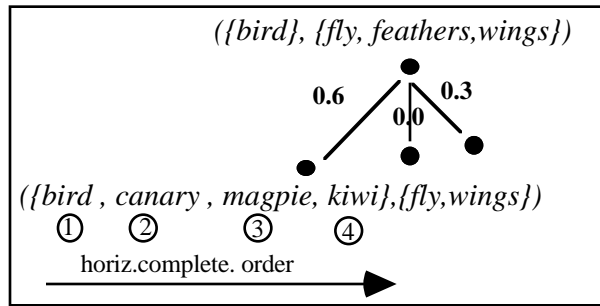 ({bird}, {fly, feathers,wings})
0.6 0.0 0.3
({bird , canary , magpie, kiwi},{fly,wings})
1 2 3 4
horiz.complete. order